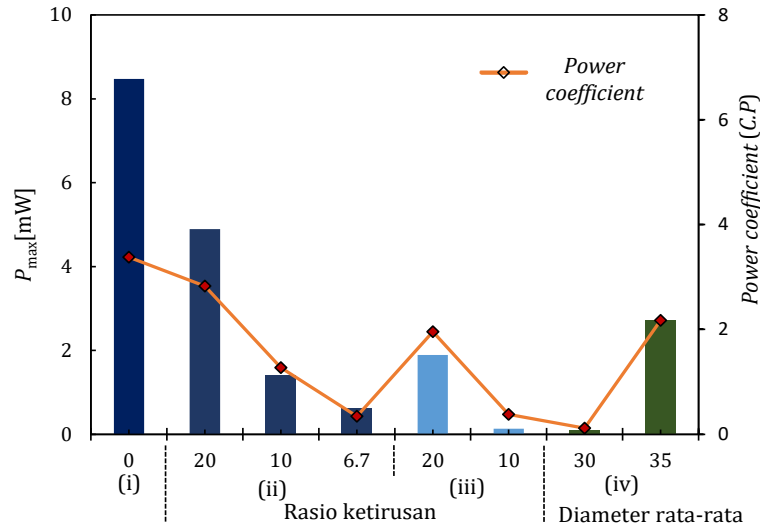 10
8
6
4
2
0
P max [mW]
Power
coefficient
8
6
4
2
0
Power coefficient (C.P)
0 20 10 6.7 20 10 30 35
(i) (ii) (iii) (iv)
Rasio ketirusan Diameter rata-rata